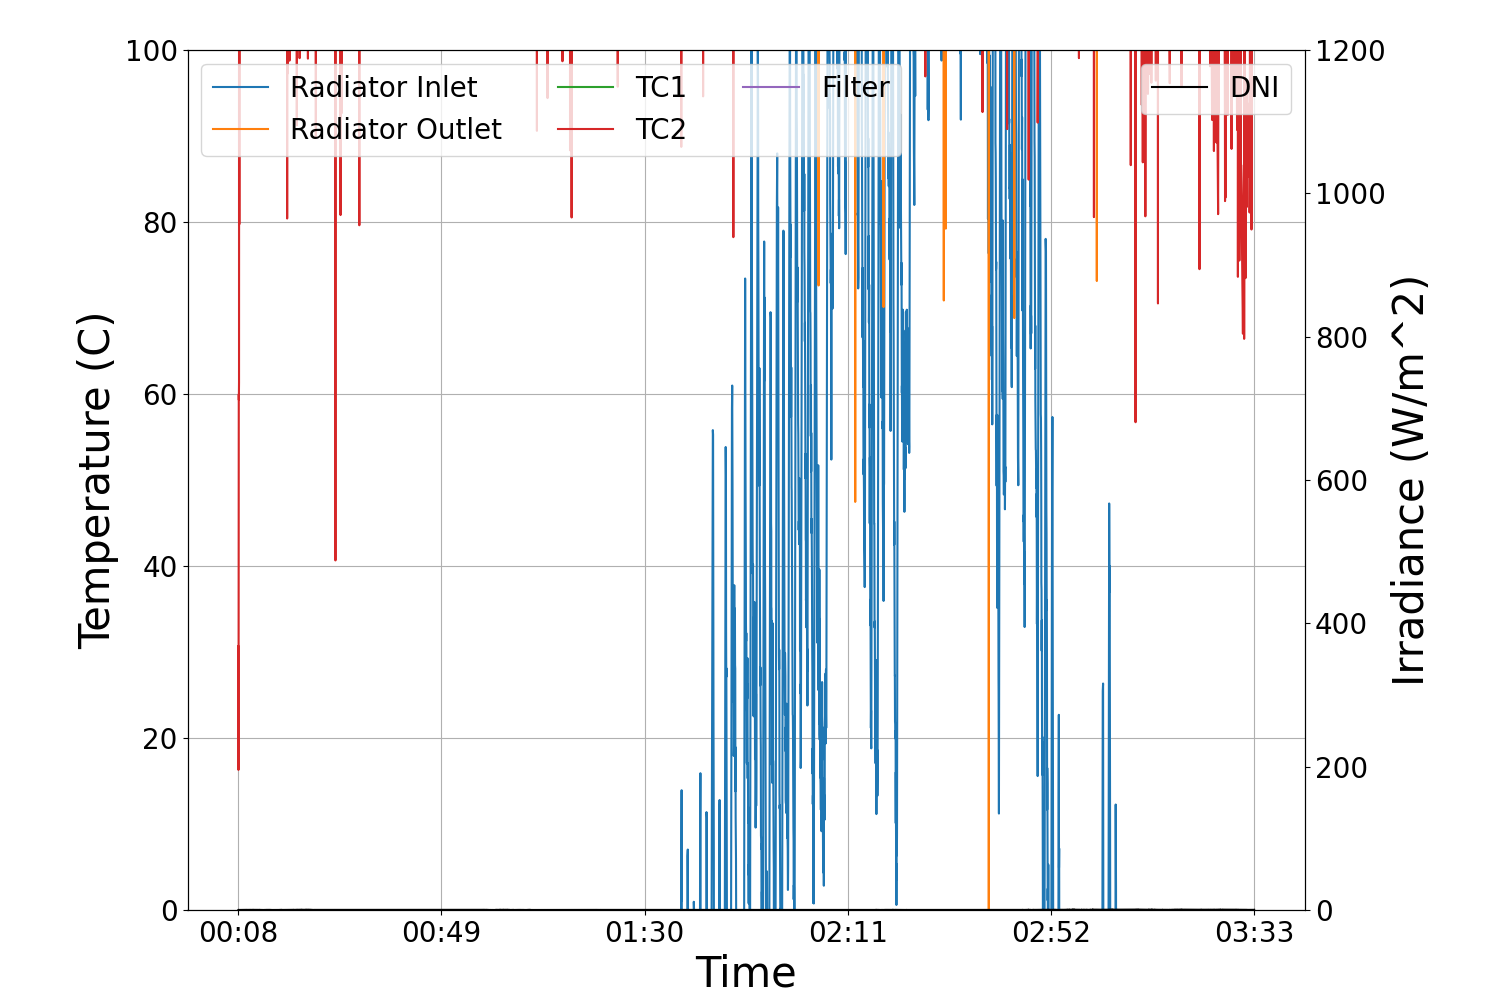 Radiator Inlet
Radiator Outlet
TC1
TC2
Filter
DNI
Temperature (C)
100
80
60
40
20
0
Irradiance (W/m^2)
1200
1000
800
600
400
200
0
00:08 00:49 01:30 02:11 02:52 03:33
Time